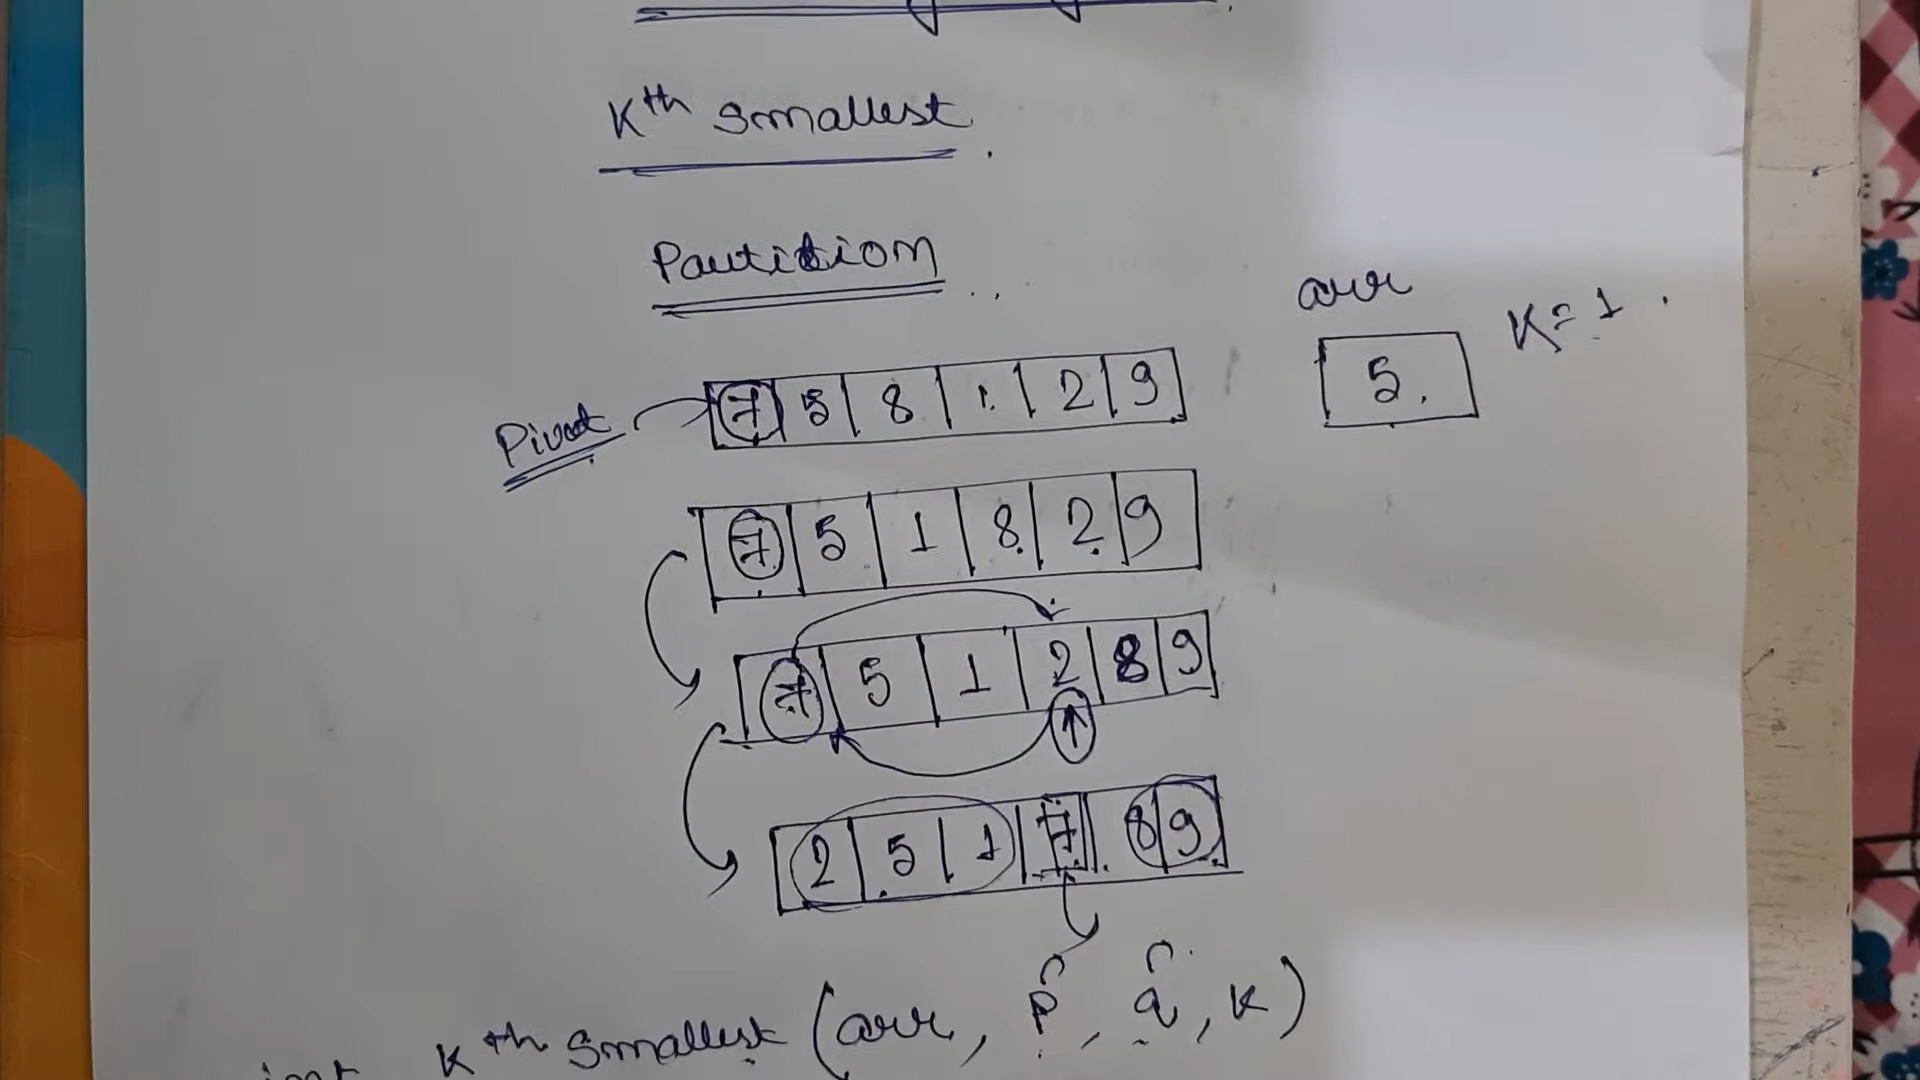 Kth Smallest
Partition
arr
K = 1
7 5 8 1 2 9
5
Pivot
7 5 1 8 2 9
7 5 1 2 8 9
2 5 1 7 8 9
int Kth Smallest (arr, P, q, K)